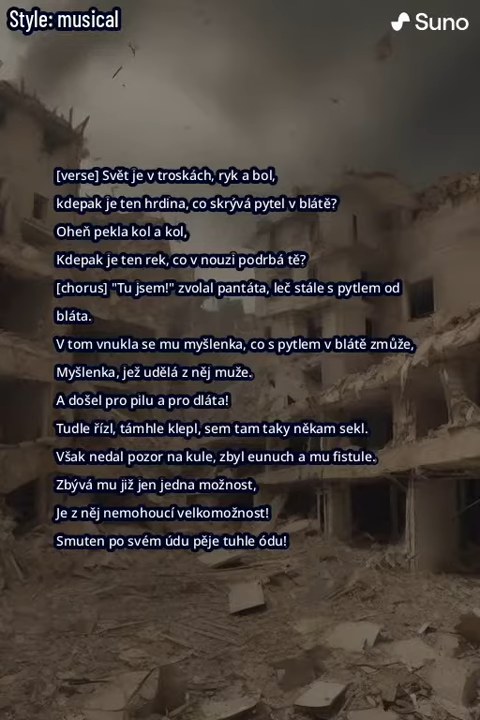 Style: musical
Suno
[verse] Svět je v troskách, ryk a bol,
kdepak je ten hrdina, co skrývá pytel v blátě?
Oheň pekla kol a kol,
Kdepak je ten rek, co v nouzi podrbá tě?
[chorus] "Tu jsem!" zvolal pantáta, leč stále s pytlem od
bláta.
V tom vnukla se mu myšlenka, co s pytlem v blátě zmůže,
Myšlenka, jež udělá z něj muže.
A došel pro pilu a pro dláta!
Tudle řízl, támhle klepl, sem tam taky někam sekl.
Však nedal pozor na kule, zbyl eunuch a mu fistule.
Zbývá mu již jen jedna možnost,
Je z něj nemohoucí velkomožnost!
Smuten po svém údu pěje tuhle ódu!